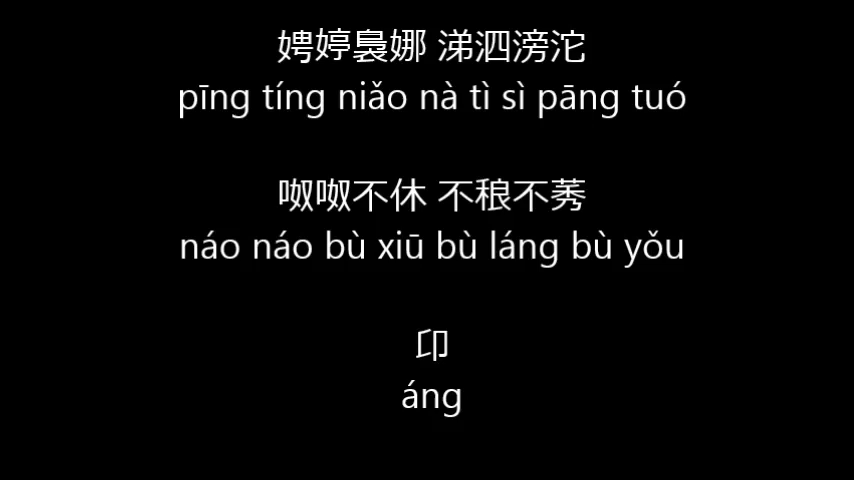 娉婷裊娜 涕泗滂沱
pīng tíng niǎo nà tì sì pāng tuó
呶呶不休 不稂不莠
náo náo bù xiū bù láng bù yǒu
卬
áng